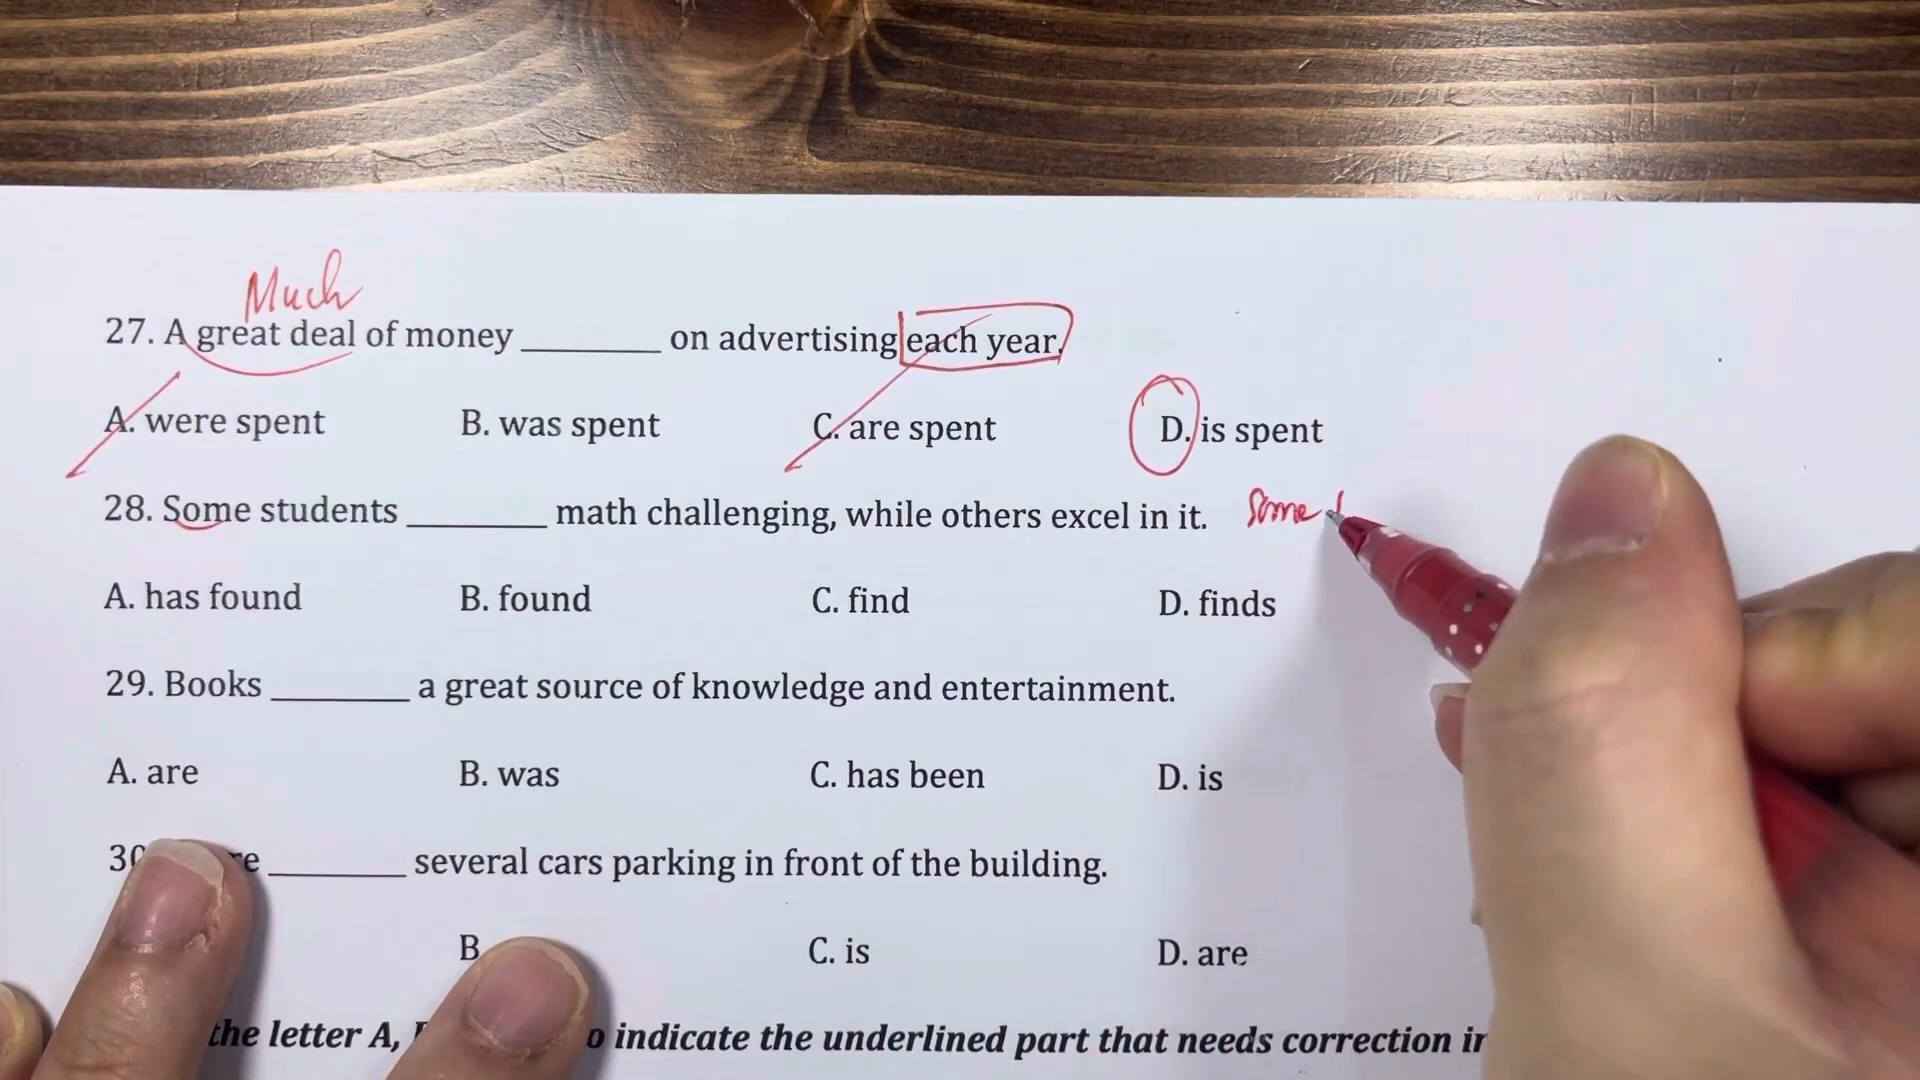 Much
27. A great deal of money ________ on advertising each year.
A. were spent B. was spent C. are spent D. is spent
28. Some students ________ math challenging, while others excel in it. Some
A. has found B. found C. find D. finds
29. Books ________ a great source of knowledge and entertainment.
A. are B. was C. has been D. is
________ several cars parking in front of the building.
B C. is D. are
the letter A, o indicate the underlined part that needs correction in